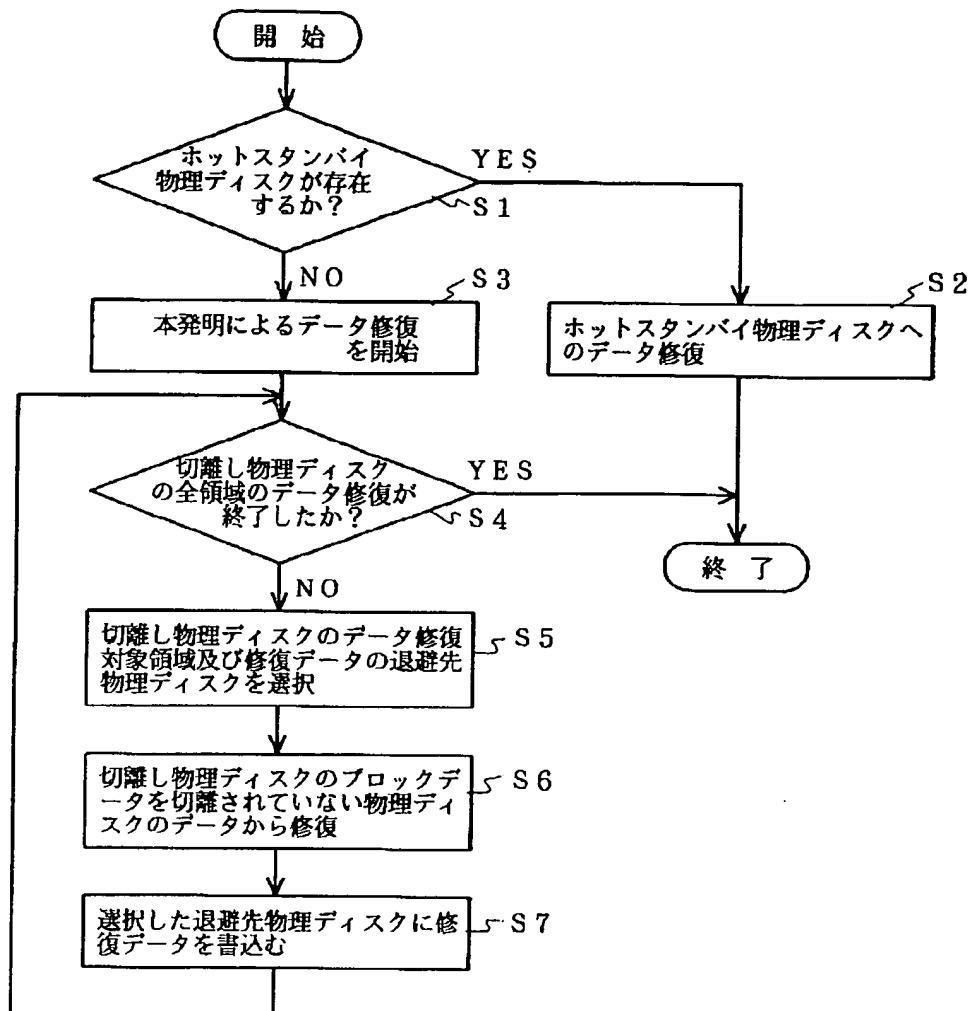 開 始
ホットスタンバイ
物理ディスクが存在
するか？
YES
S1
NO
S3
本発明によるデータ修復
を開始
S2
ホットスタンバイ物理ディスクへ
のデータ修復
切離し物理ディスク
の全領域のデータ修復が
終了したか？
YES
S4
終 了
NO
切離し物理ディスクのデータ修復
対象領域及び修復データの退避先
物理ディスクを選択
S5
切離し物理ディスクのブロックデ
ータを切離されていない物理ディ
スクのデータから修復
S6
選択した退避先物理ディスクに修
復データを書込む
S7